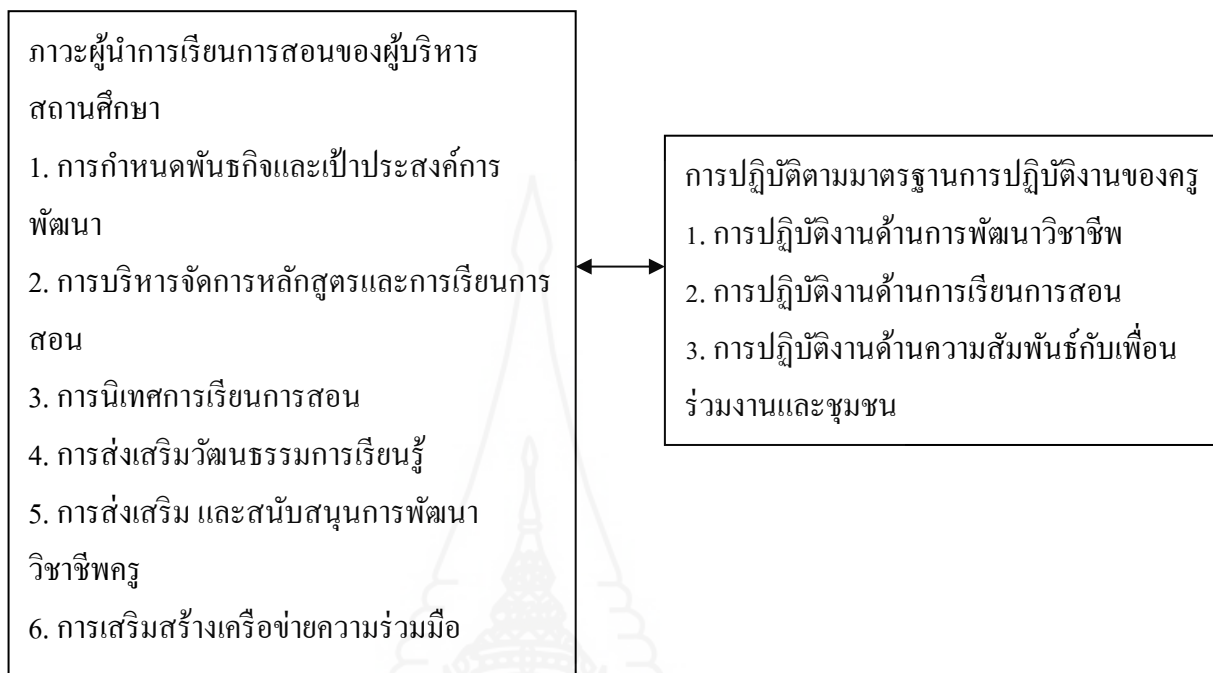 ภาวะผู้นำการเรียนการสอนของผู้บริหาร
สถานศึกษา
1. การกำหนดพันธกิจและเป้าประสงค์การ
พัฒนา
2. การบริหารจัดการหลักสูตรและการเรียนการ
สอน
3. การนิเทศการเรียนการสอน
4. การส่งเสริมวัฒนธรรมการเรียนรู้
5. การส่งเสริม และสนับสนุนการพัฒนา
วิชาชีพครู
6. การเสริมสร้างเครือข่ายความร่วมมือ
การปฏิบัติตามมาตรฐานการปฏิบัติงานของครู
1. การปฏิบัติงานด้านการพัฒนาวิชาชีพ
2. การปฏิบัติงานด้านการเรียนการสอน
3. การปฏิบัติงานด้านความสัมพันธ์กับเพื่อน
ร่วมงานและชุมชน